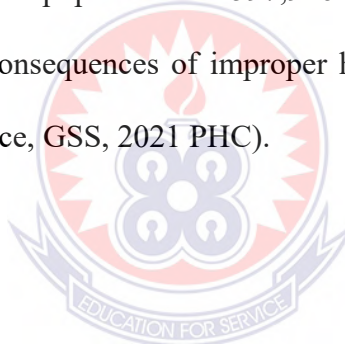 onsequences of improper h
ce, GSS, 2021 PHC).
EDUCATION FOR SERVICE